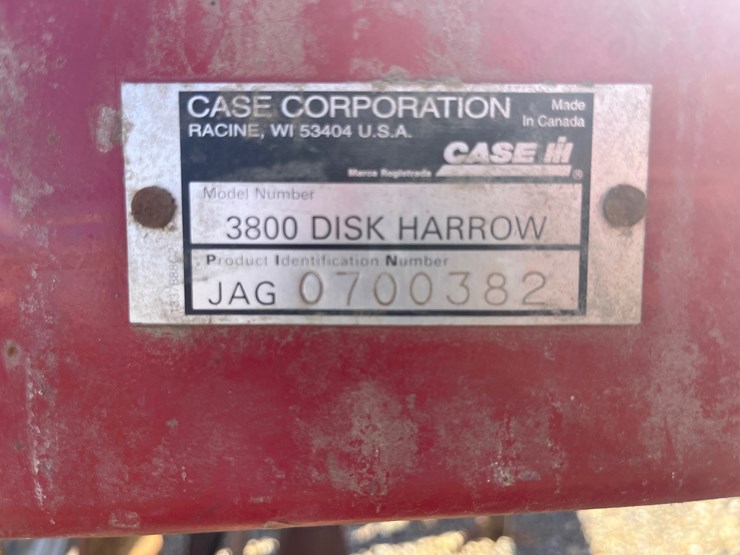 CASE CORPORATION
Made
in Canada
RACINE, WI 53404 U.S.A.
CASE IH
Marca Registrada ®
Model Number
3800 DISK HARROW
Product Identification Number
JAG 0700382